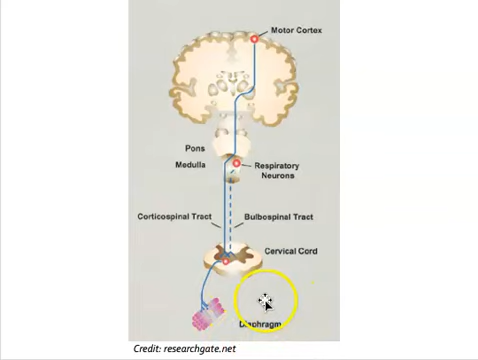 Motor Cortex
Pons
Medulla
Respiratory
Neurons
Corticospinal Tract
Bulbospinal Tract
Cervical Cord
Diaphragm
Credit: researchgate.net